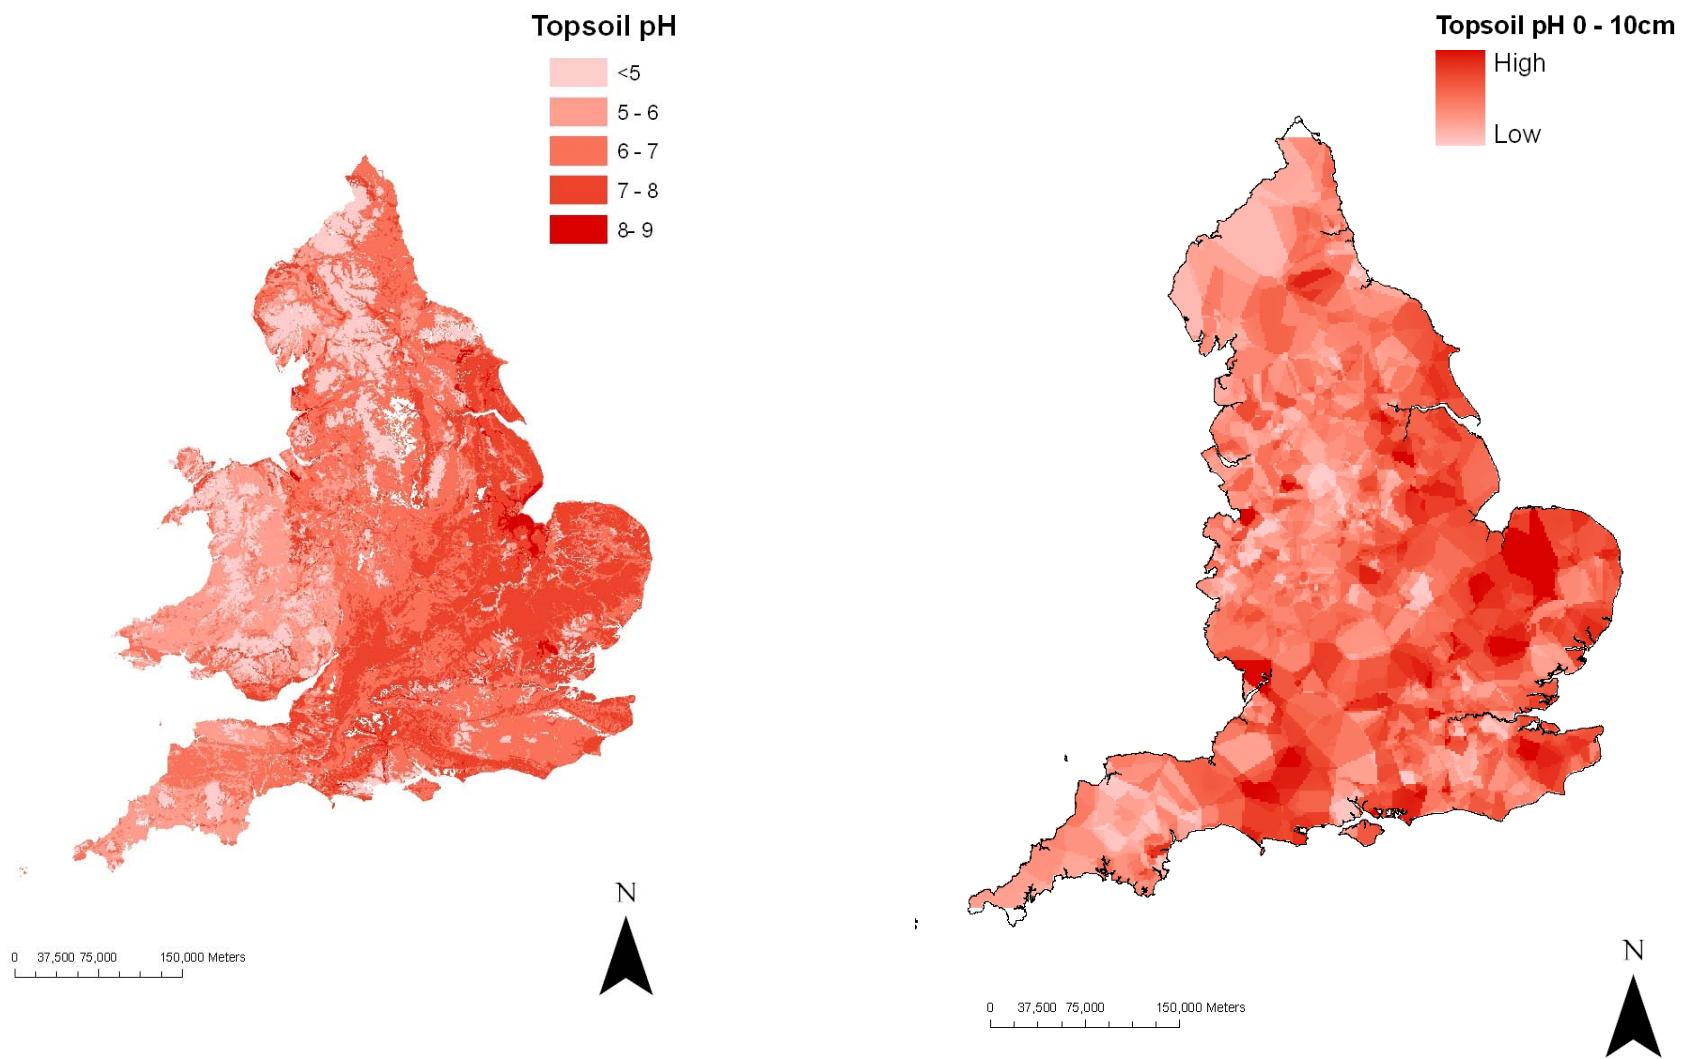 Topsoil pH
<5
5 - 6
6 - 7
7 - 8
8- 9
N
0 37,500 75,000 150,000 Meters
Topsoil pH 0 - 10cm
High
Low
N
0 37,500 75,000 150,000 Meters